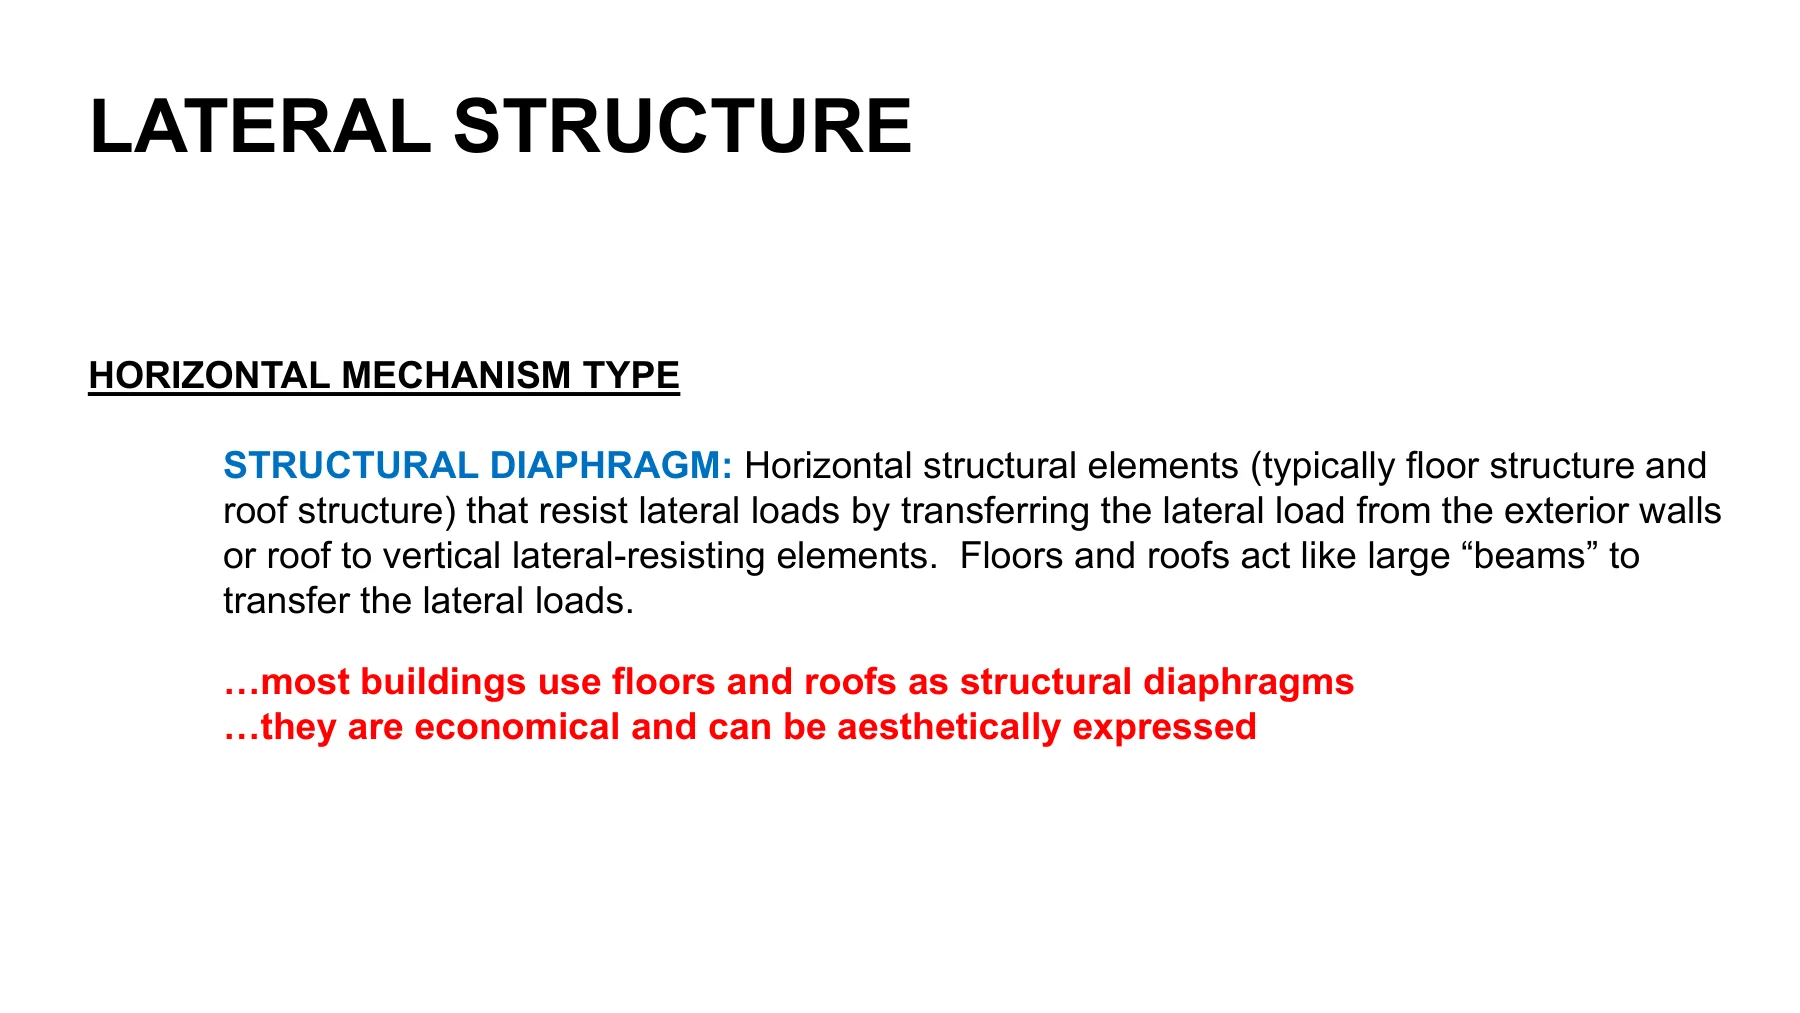 LATERAL STRUCTURE
HORIZONTAL MECHANISM TYPE
STRUCTURAL DIAPHRAGM: Horizontal structural elements (typically floor structure and
roof structure) that resist lateral loads by transferring the lateral load from the exterior walls
or roof to vertical lateral-resisting elements.  Floors and roofs act like large “beams” to
transfer the lateral loads.
…most buildings use floors and roofs as structural diaphragms
…they are economical and can be aesthetically expressed